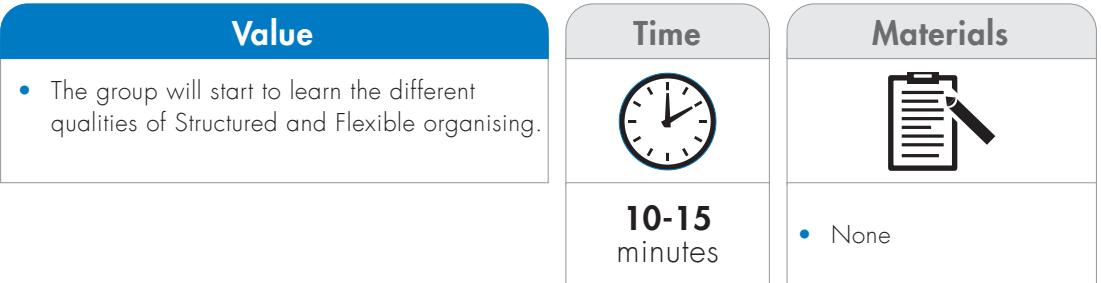 Value
• The group will start to learn the different
qualities of Structured and Flexible organising.
Time
10-15
minutes
Materials
• None